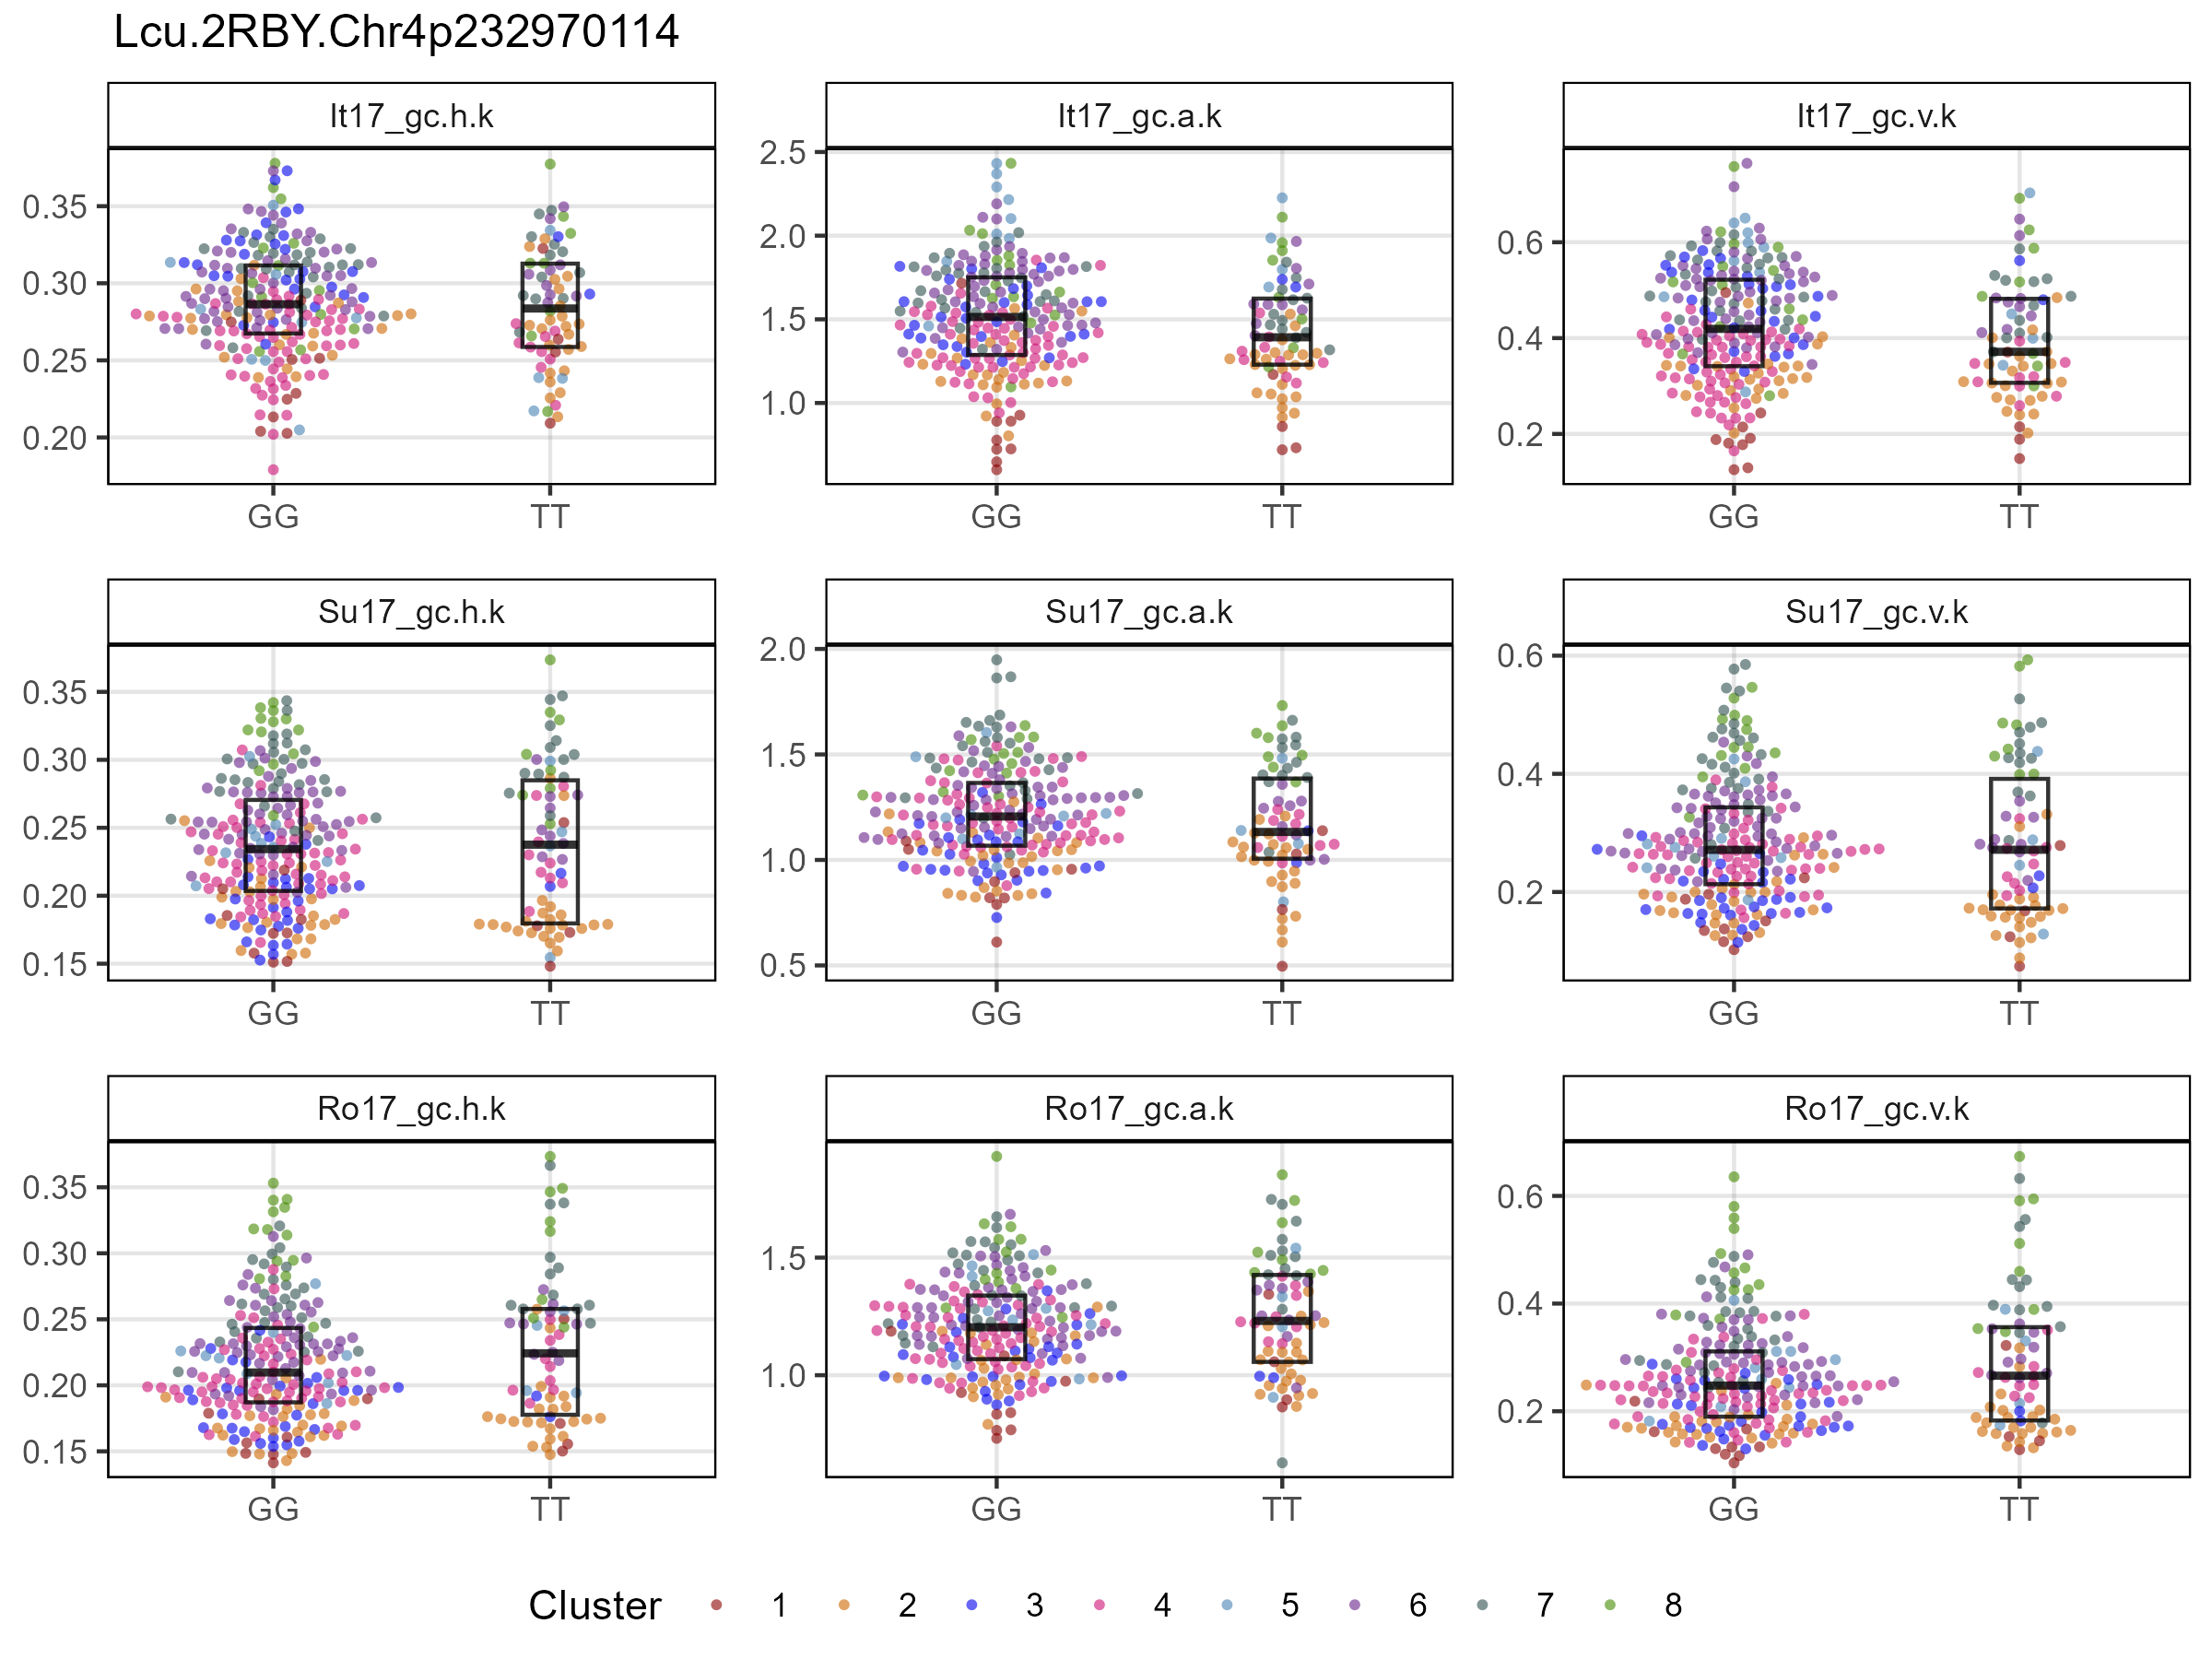 Lcu.2RBY.Chr4p232970114
It17_gc.h.k
It17_gc.a.k
It17_gc.v.k
0.35
0.30
0.25
0.20
GG
TT
2.5
2.0
1.5
1.0
GG
TT
0.6
0.4
0.2
GG
TT
Su17_gc.h.k
Su17_gc.a.k
Su17_gc.v.k
0.35
0.30
0.25
0.20
0.15
GG
TT
2.0
1.5
1.0
0.5
GG
TT
0.6
0.4
0.2
GG
TT
Ro17_gc.h.k
Ro17_gc.a.k
Ro17_gc.v.k
0.35
0.30
0.25
0.20
0.15
GG
TT
1.5
1.0
GG
TT
0.6
0.4
0.2
GG
TT
Cluster 1 2 3 4 5 6 7 8